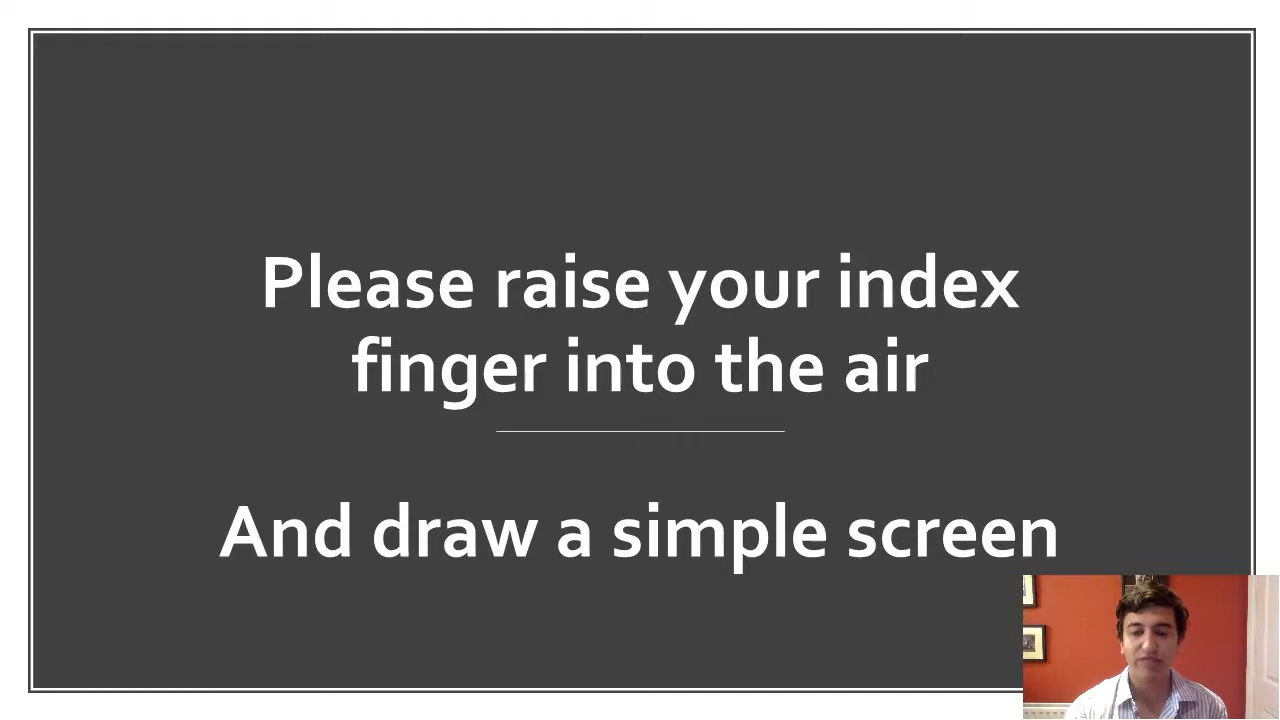 Please raise your index
finger into the air
And draw a simple screen